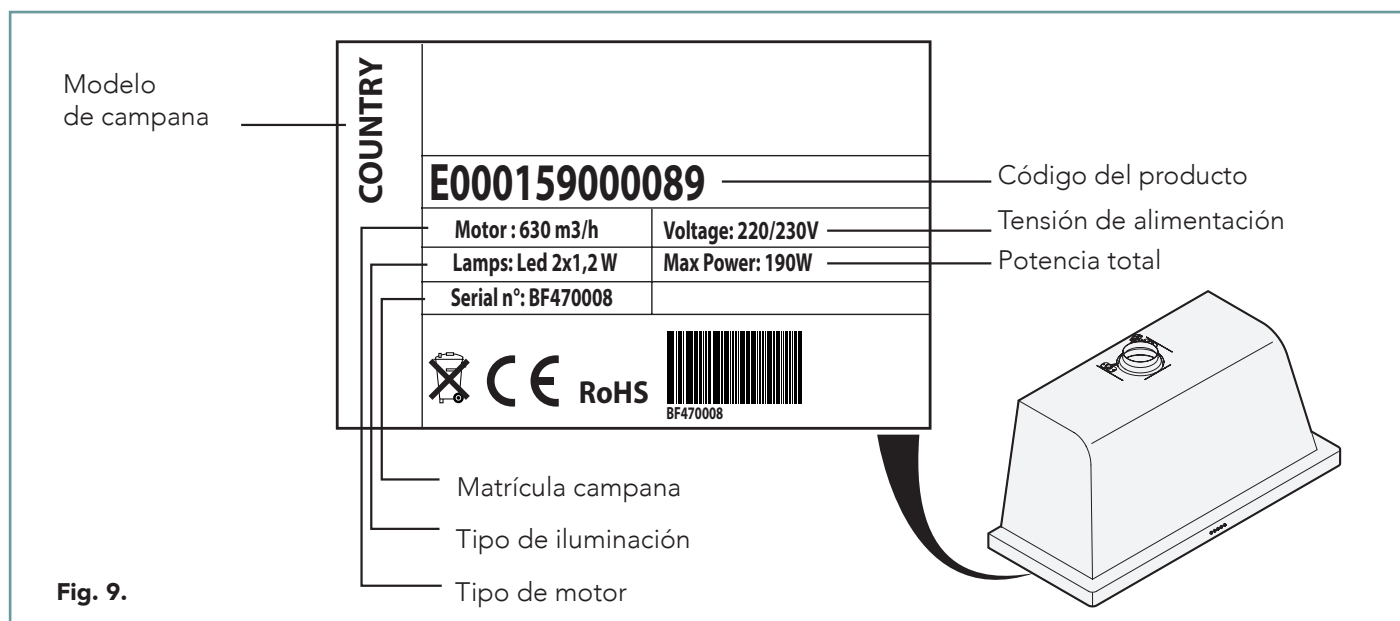 Modelo
de campana
COUNTRY
E000159000089
Código del producto
Motor : 630 m3/h
Voltage: 220/230V
Tensión de alimentación
Lamps: Led 2x1,2 W
Max Power: 190W
Potencia total
Serial n°: BF470008
CE RoHS
BF470008
Matrícula campana
Tipo de iluminación
Tipo de motor
Fig. 9.